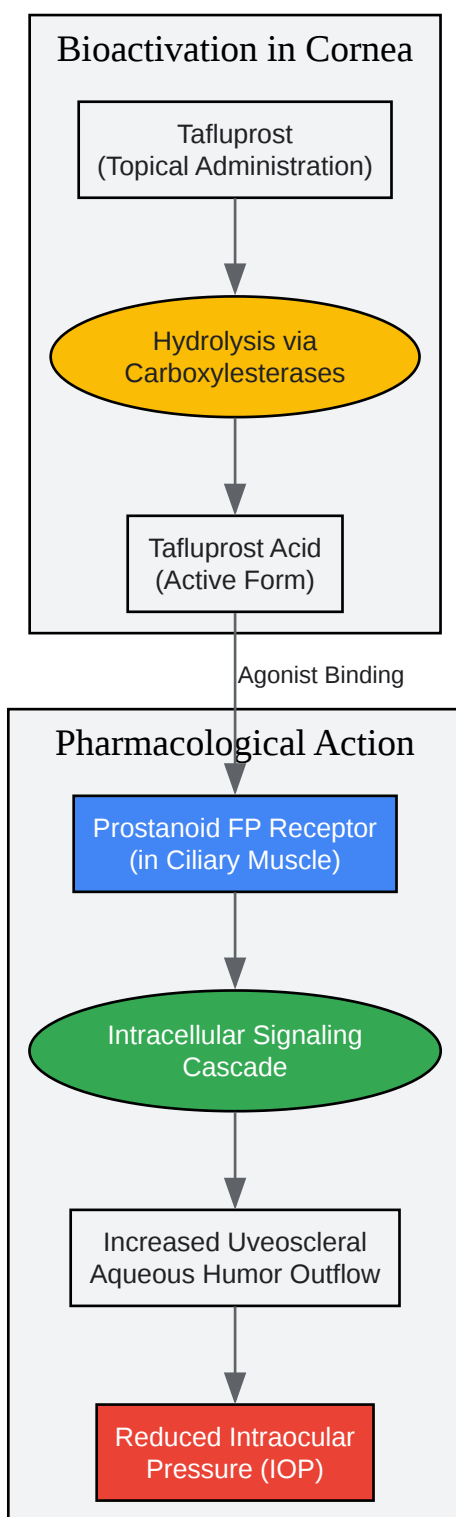 Bioactivation in Cornea
Tafluprost
(Topical Administration)
Hydrolysis via
Carboxylesterases
Tafluprost Acid
(Active Form)
Agonist Binding
Pharmacological Action
Prostanoid FP Receptor
(in Ciliary Muscle)
Intracellular Signaling
Cascade
Increased Uveoscleral
Aqueous Humor Outflow
Reduced Intraocular
Pressure (IOP)